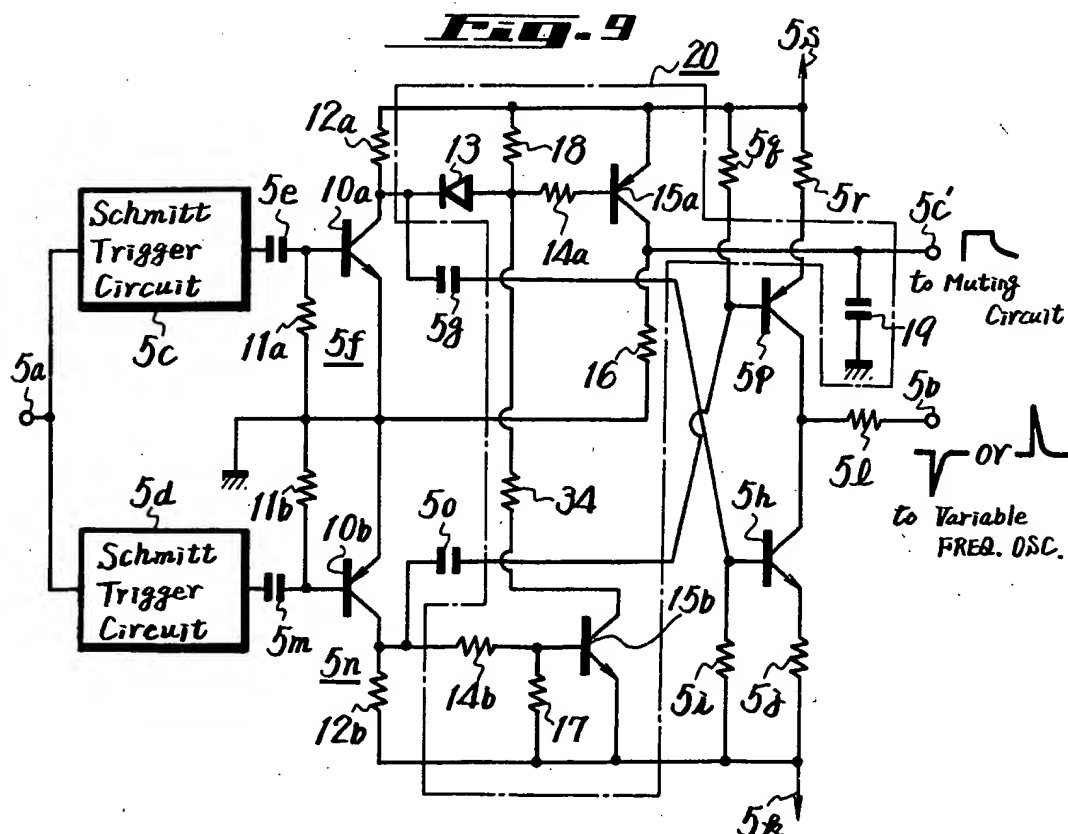 Fig. 9
5s
20
12a
13
18
5q
5r
10a
15a
5e
14a
5c'
Schmitt
Trigger
Circuit
to Muting
Circuit
5g
19
5c
11a
5f
16
5p
5a
5b
5l
or
5d
11b
34
10b
5o
5h
to Variable
FREQ. OSC.
Schmitt
Trigger
Circuit
15b
5m
5n
14b
5i
5j
12b
17
5k